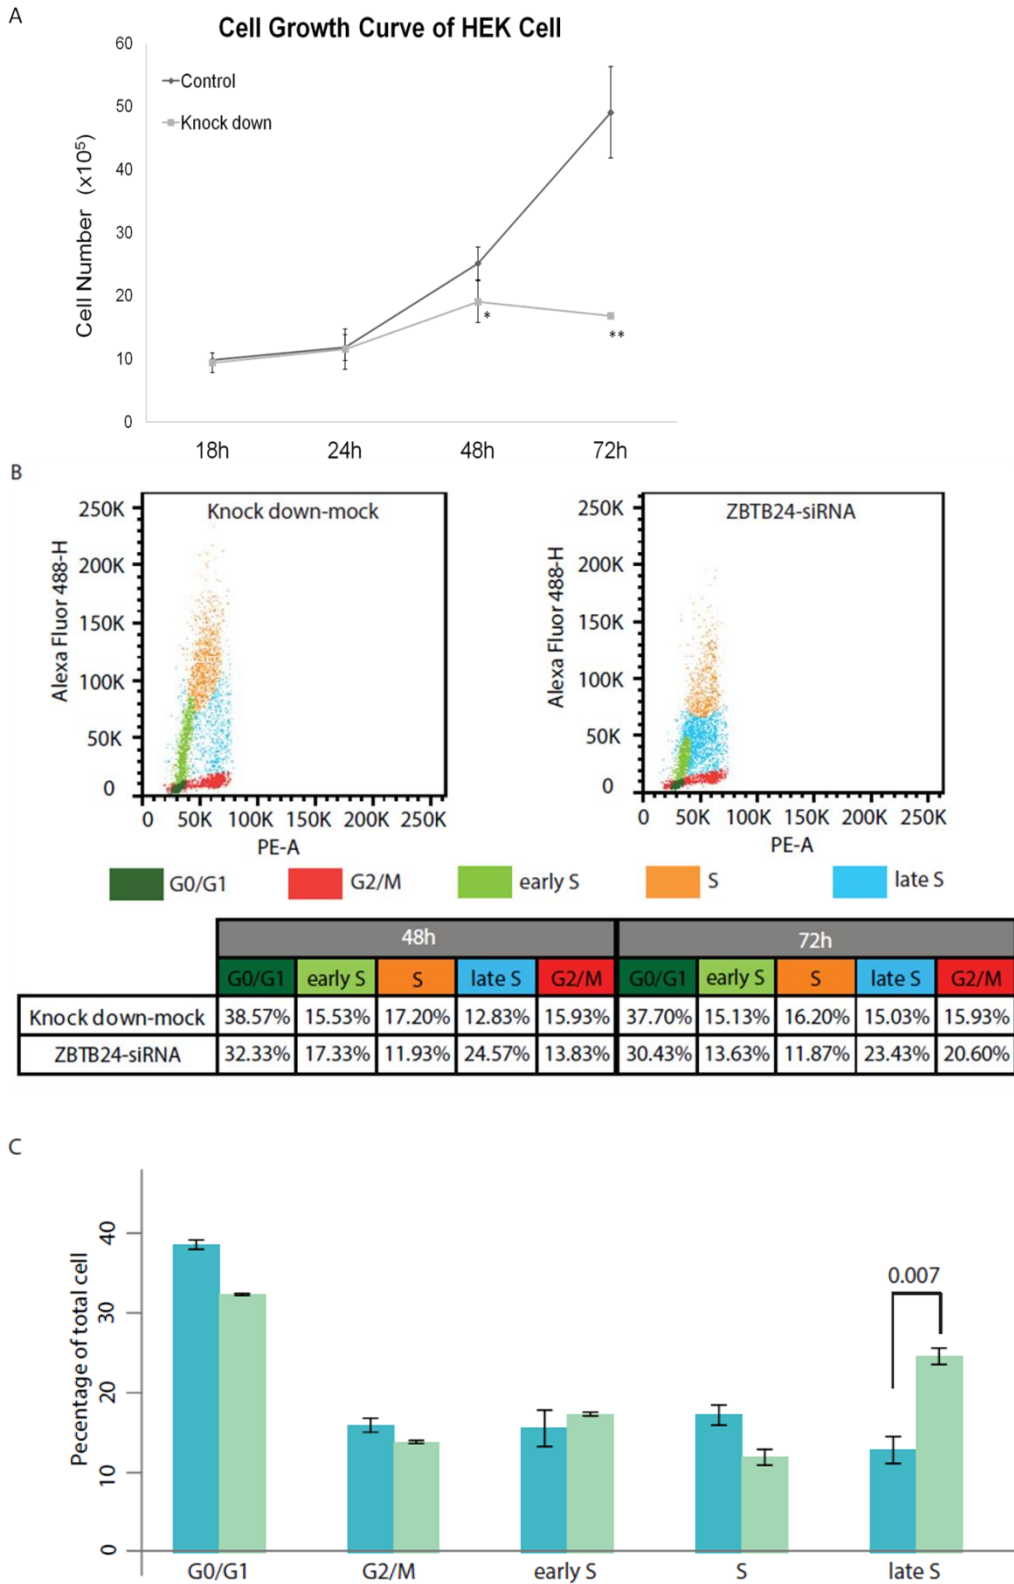 A
Cell Growth Curve of HEK Cell
60
50
40
30
20
10
0
Cell Number (x10⁵)
Control
Knock down
*
**
18h 24h 48h 72h
B
Knock down-mock
250K
200K
150K
100K
50K
0
Alexa Fluor 488-H
0 50K 100K 150K 200K 250K
PE-A
ZBTB24-siRNA
250K
200K
150K
100K
50K
0
Alexa Fluor 488-H
0 50K 100K 150K 200K 250K
PE-A
G0/G1 G2/M early S S late S
48h 72h
G0/G1 early S S late S G2/M G0/G1 early S S late S G2/M
Knock down-mock 38.57% 15.53% 17.20% 12.83% 15.93% 37.70% 15.13% 16.20% 15.03% 15.93%
ZBTB24-siRNA 32.33% 17.33% 11.93% 24.57% 13.83% 30.43% 13.63% 11.87% 23.43% 20.60%
C
40
30
20
10
0
Pecentage of total cell
0.007
G0/G1 G2/M early S S late S